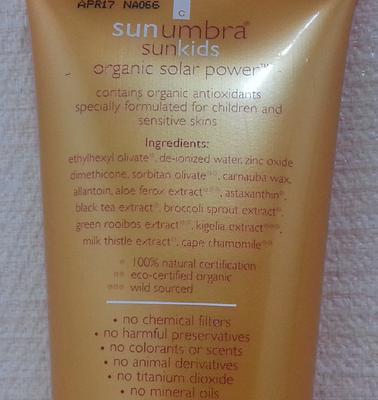 APR17 NA066
C
sunumbra®
sunkids
organic solar power™
contains organic antioxidants
specially formulated for children and
sensitive skins
Ingredients:
ethylhexyl olivate*, de-ionized water, zinc oxide
dimethicone, sorbitan olivate**, carnauba wax,
allantoin, aloe ferox extract***, astaxanthin*,
black tea extract*, broccoli sprout extract*,
green rooibos extract**, kigelia extract***,
milk thistle extract*, cape chamomile**
* 100% natural certification
** eco-certified organic
*** wild sourced
• no chemical filters
• no harmful preservatives
• no colorants or scents
• no animal derivatives
• no titanium dioxide
• no mineral oils